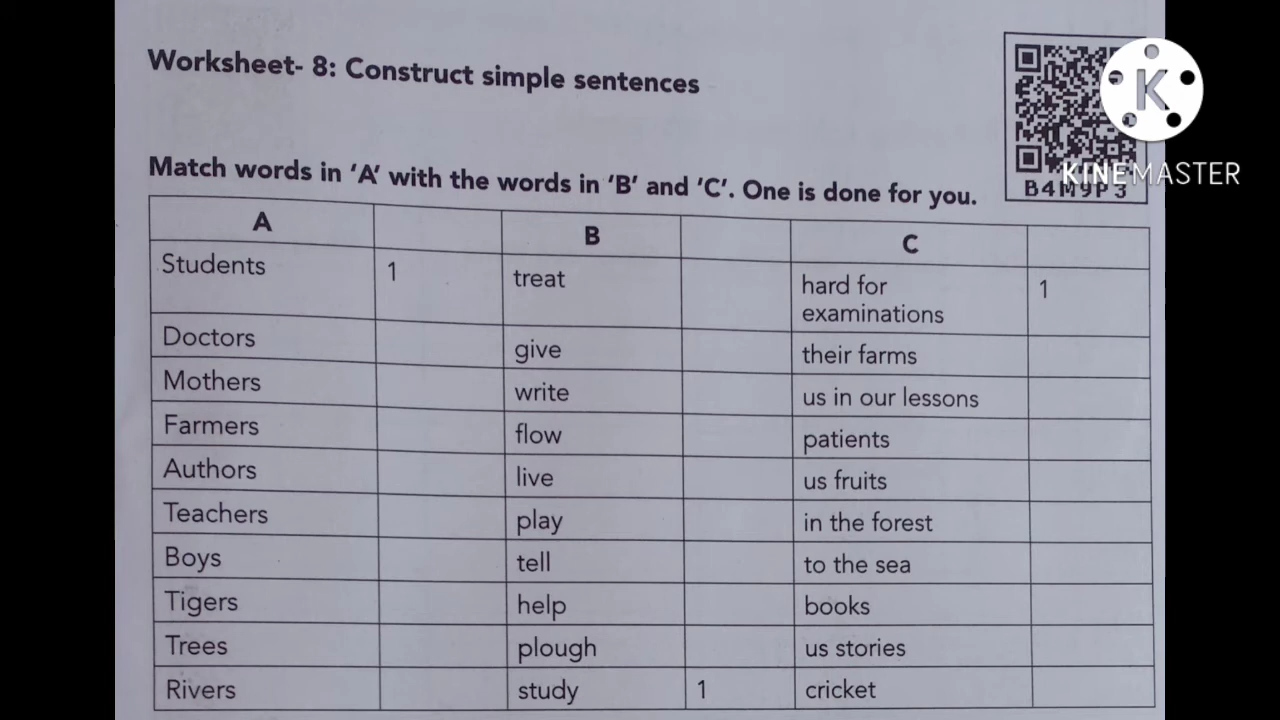 Worksheet- 8: Construct simple sentences
K
KINEMASTER
B4M9P3
Match words in ‘A’ with the words in ‘B’ and ‘C’. One is done for you.
A B C
Students 1 treat hard for examinations 1
Doctors give their farms
Mothers write us in our lessons
Farmers flow patients
Authors live us fruits
Teachers play in the forest
Boys tell to the sea
Tigers help books
Trees plough us stories
Rivers study 1 cricket